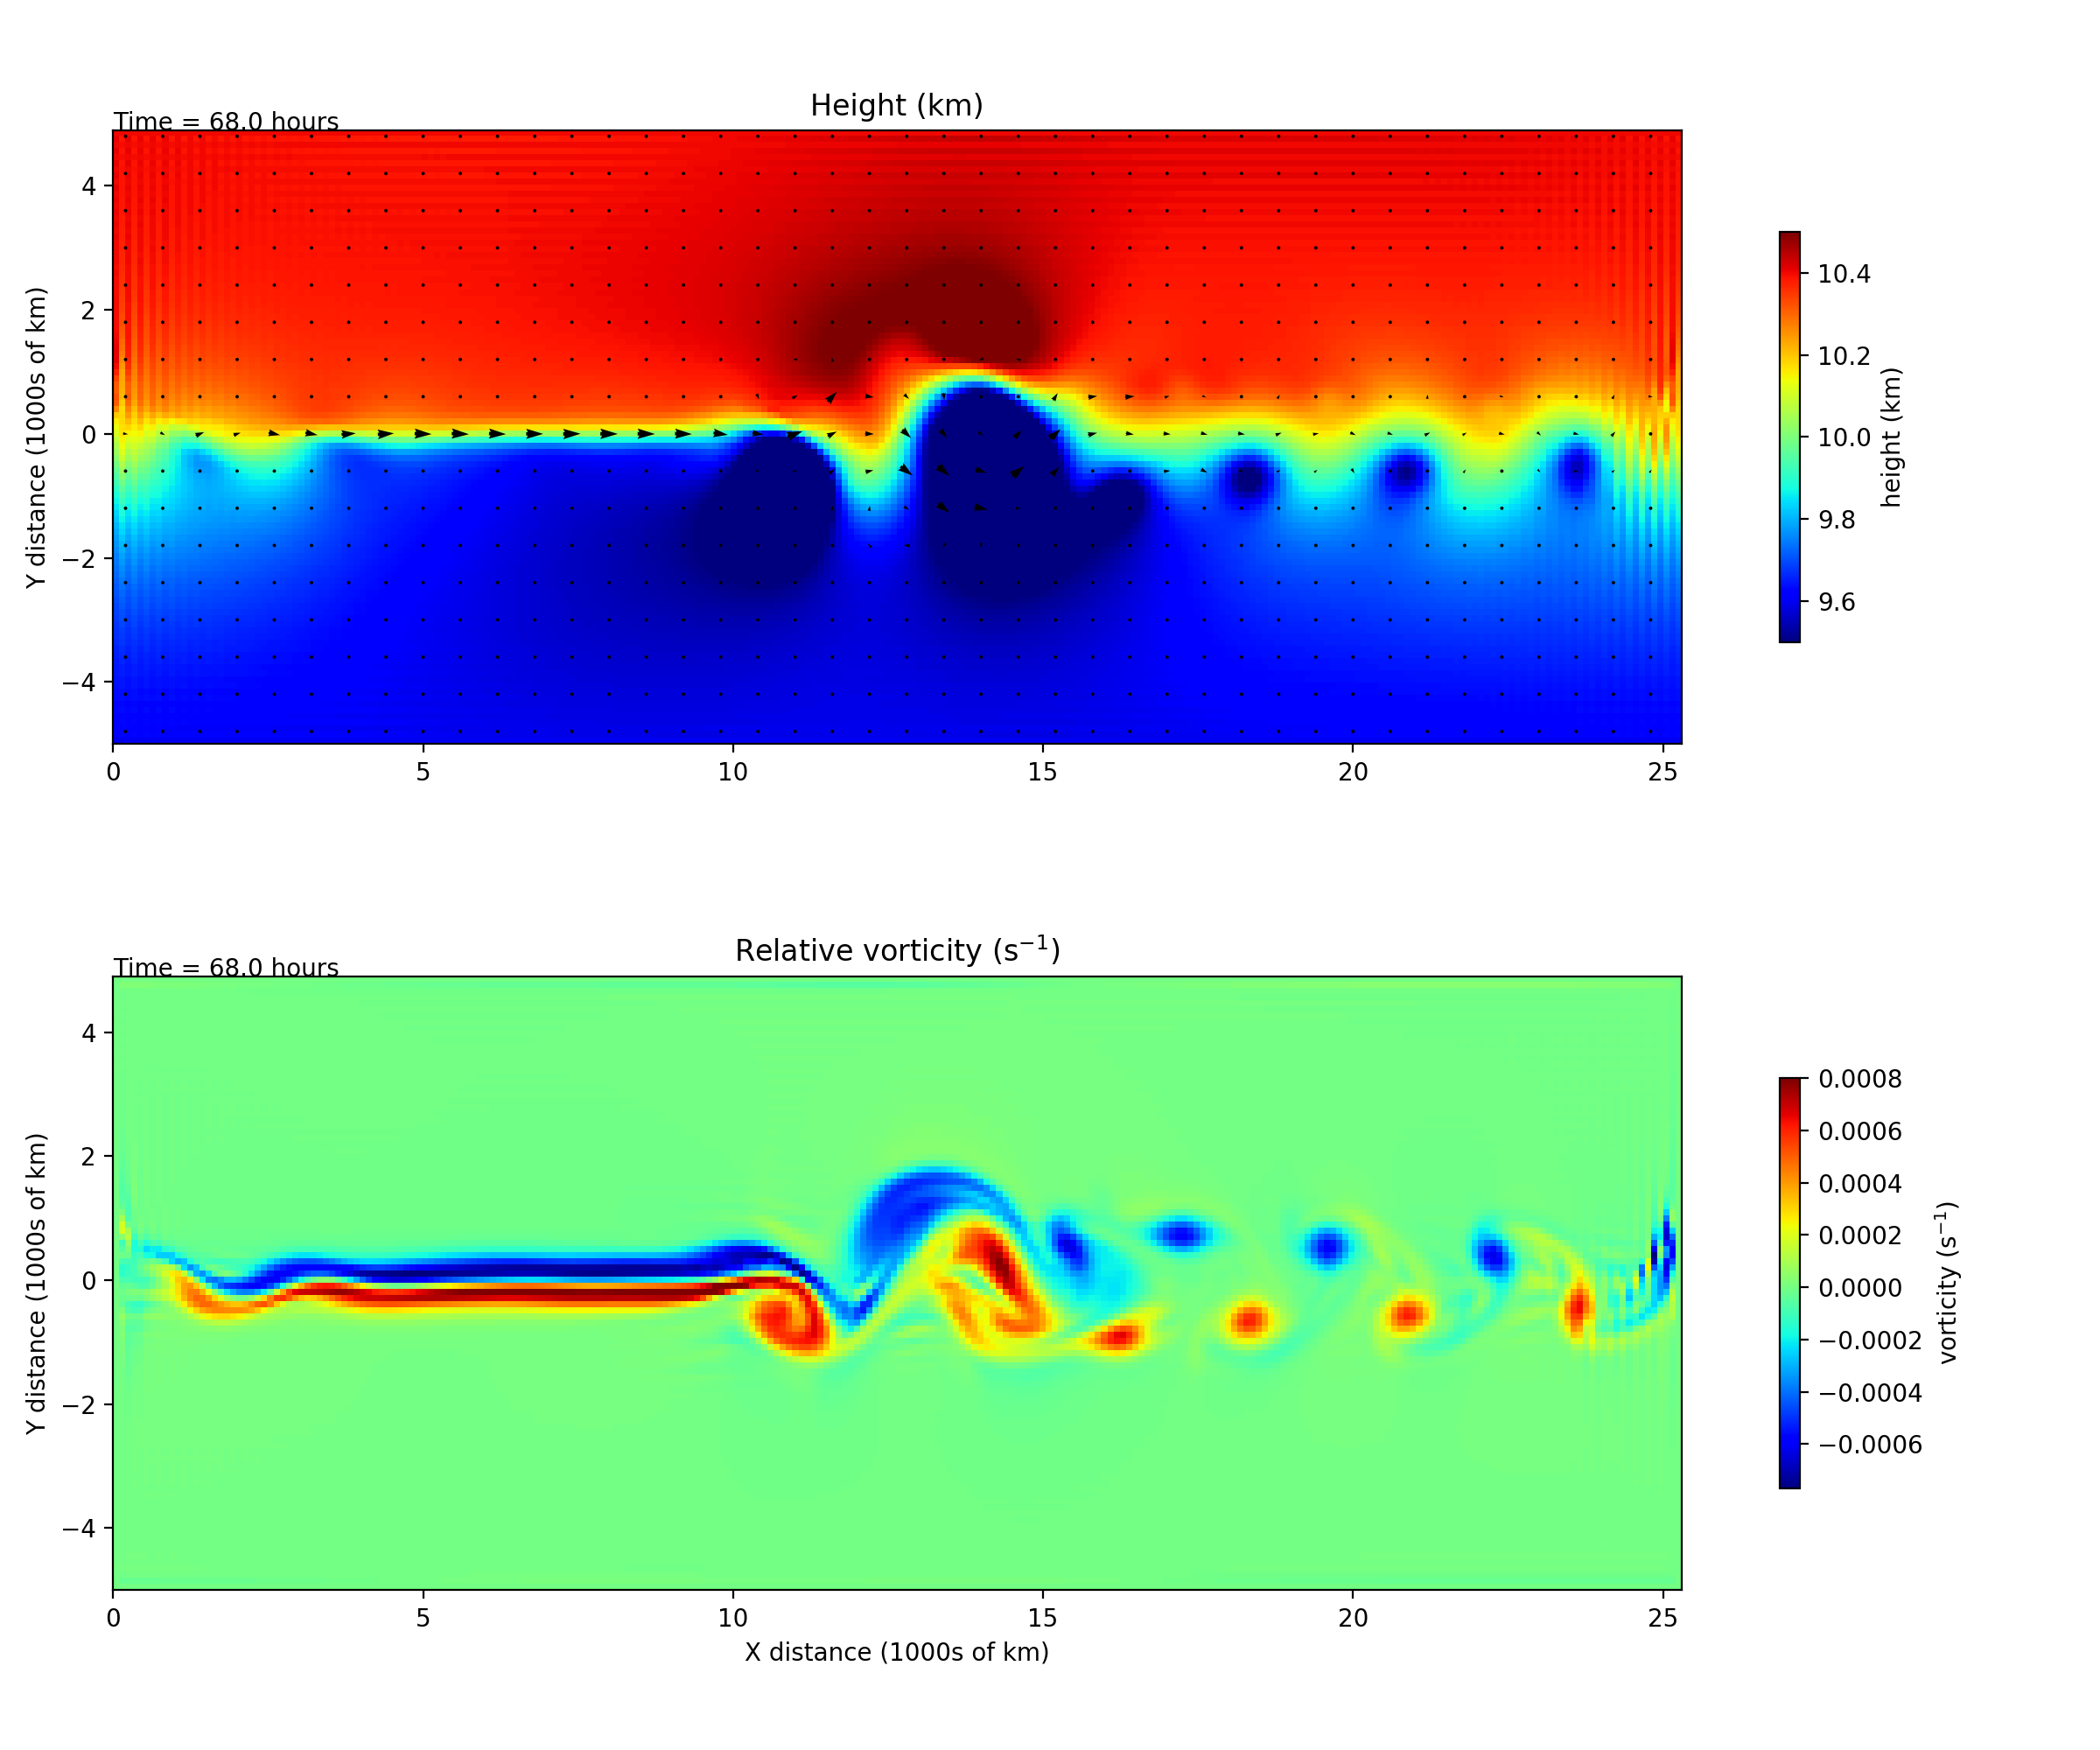 Height (km)
Time = 68.0 hours
Y distance (1000s of km)
4
2
0
−2
−4
0 5 10 15 20 25
10.4
10.2
10.0
9.8
9.6
height (km)
Relative vorticity (s⁻¹)
Time = 68.0 hours
Y distance (1000s of km)
4
2
0
−2
−4
0 5 10 15 20 25
X distance (1000s of km)
0.0008
0.0006
0.0004
0.0002
0.0000
−0.0002
−0.0004
−0.0006
vorticity (s⁻¹)